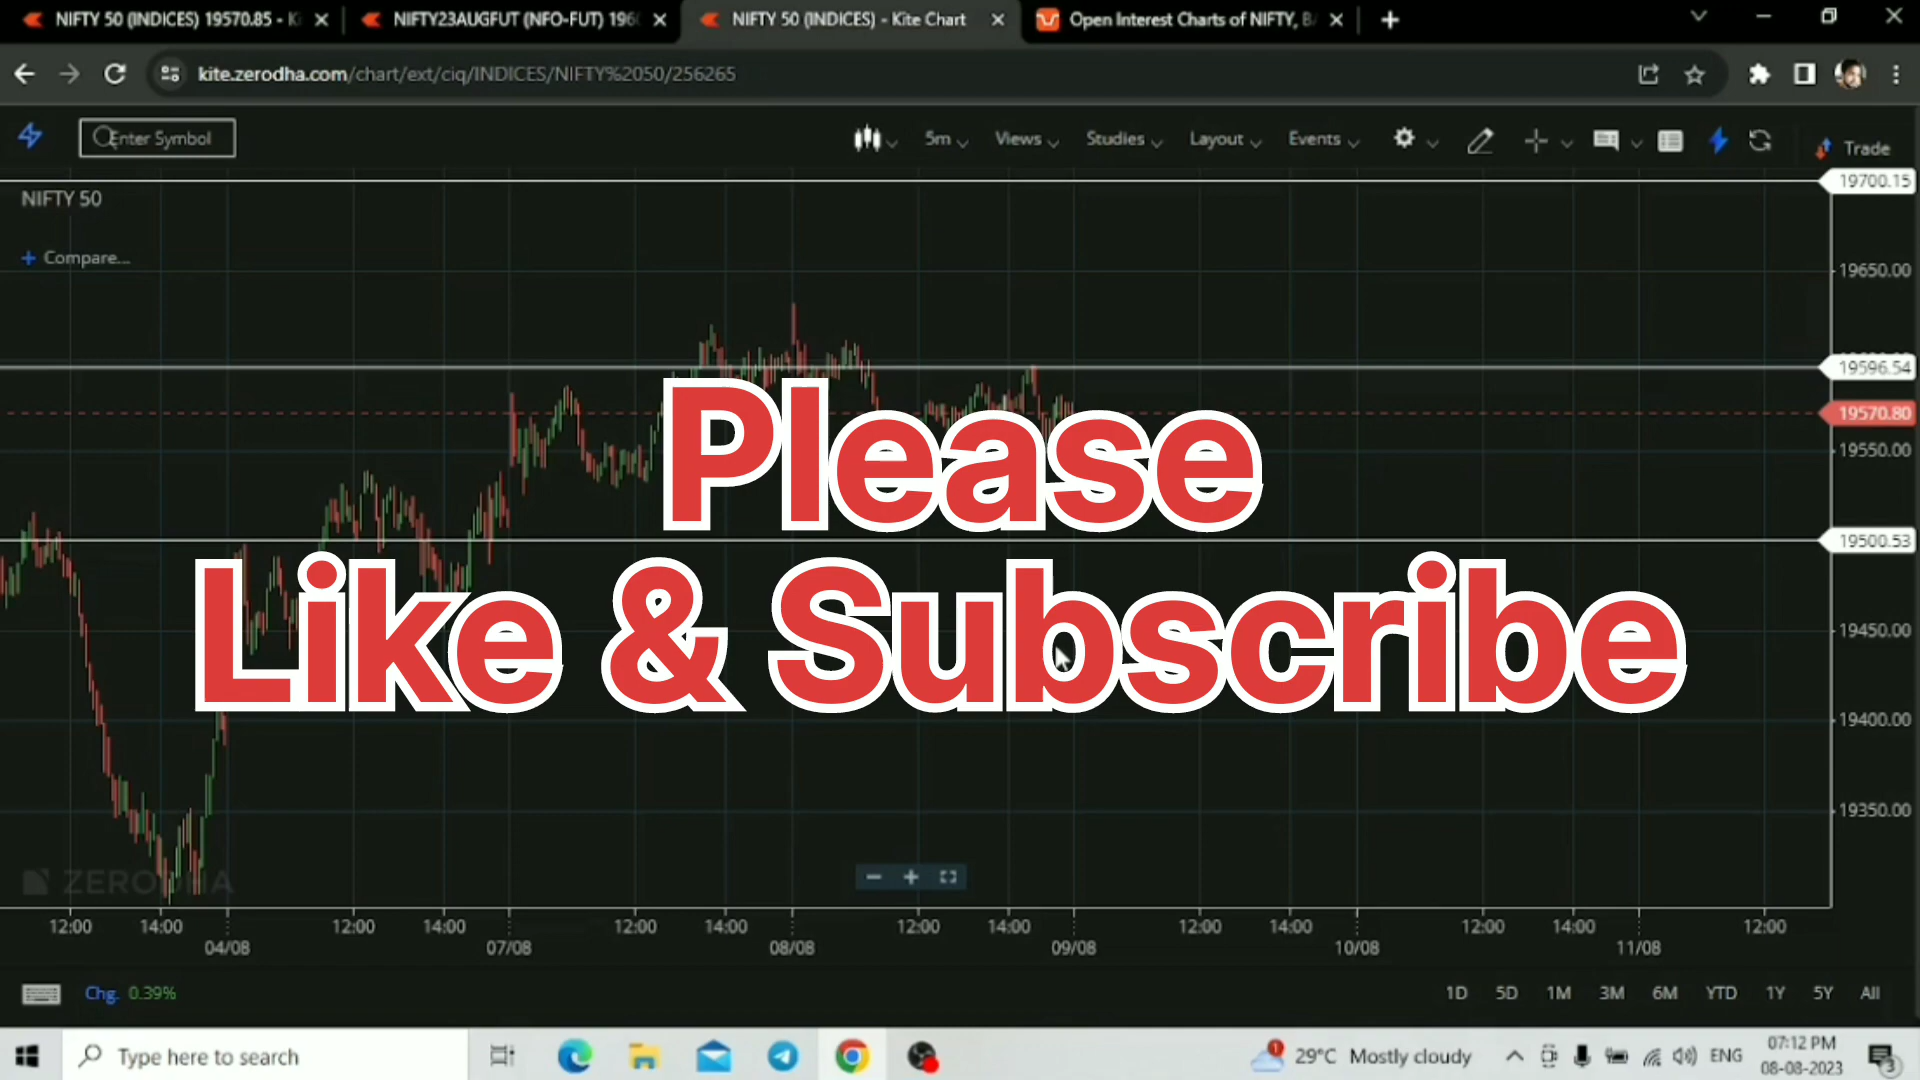 NIFTY 50 (INDICES) 19570.85 - Ki
NIFTY23AUGFUT (NFO-FUT) 196
NIFTY 50 (INDICES) - Kite Chart
Open Interest Charts of NIFTY, B
kite.zerodha.com/chart/ext/ciq/INDICES/NIFTY%2050/256265
Enter Symbol
5m
Views
Studies
Layout
Events
Trade
19700.15
NIFTY 50
Compare...
19650.00
19596.54
19570.80
19550.00
Please
19500.53
Like & Subscribe
19450.00
19400.00
19350.00
ZERODHA
12:00 14:00 12:00 14:00 12:00 14:00 12:00 14:00 12:00 14:00 12:00 14:00 12:00
04/08 07/08 08/08 09/08 10/08 11/08
Chg. 0.39%
1D 5D 1M 3M 6M YTD 1Y 5Y All
Type here to search
1
29°C Mostly cloudy
ENG
07:12 PM
08-08-2023
3